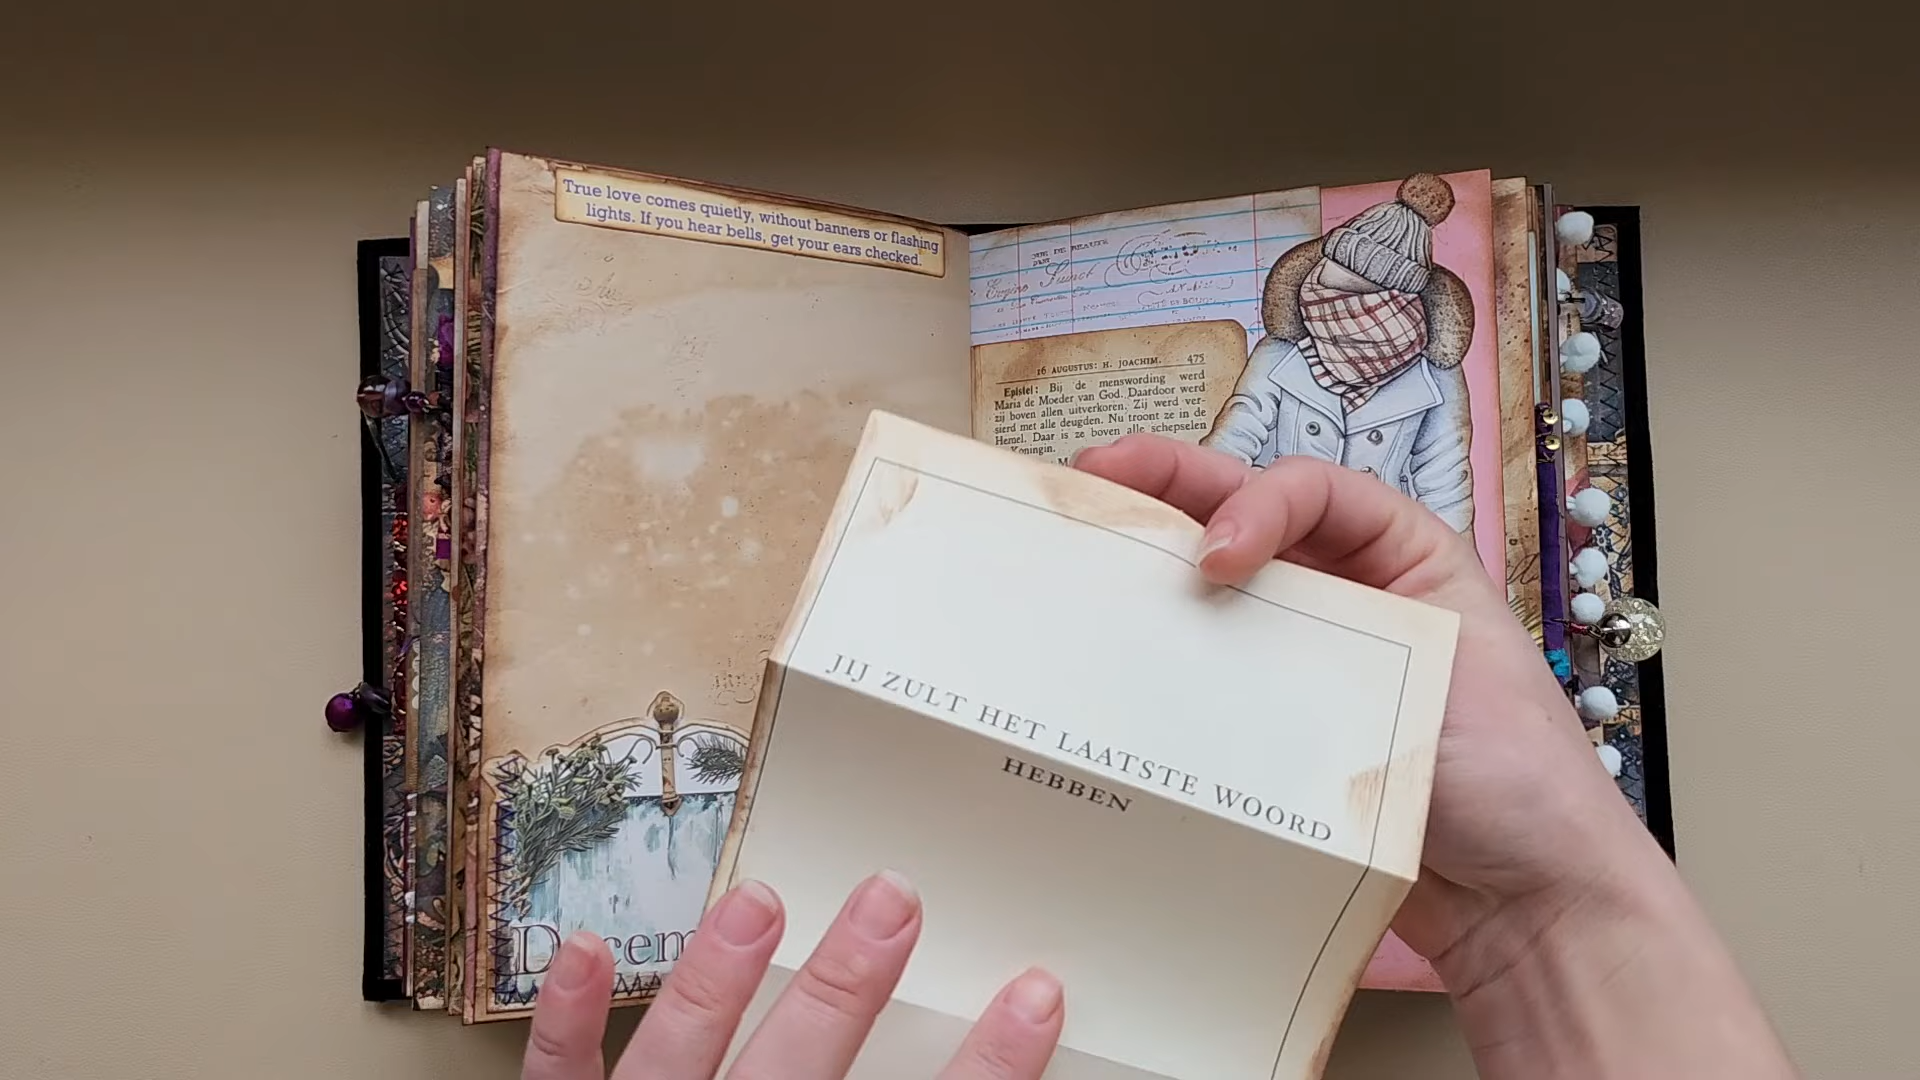 True love comes quietly, without banners or flashing
lights. If you hear bells, get your ears checked.
RUE DE BEAUTE
16 AUGUSTUS: H. JOACHIM. 475
Epistel: Bij de menswording werd
Maria de Moeder van God. Daardoor werd
zij boven allen uitverkoren. Zij werd ver-
sierd met alle deugden. Nu troont ze in de
Hemel. Daar is ze boven alle schepselen
Koningin.
JIJ ZULT HET LAATSTE WOORD
HEBBEN